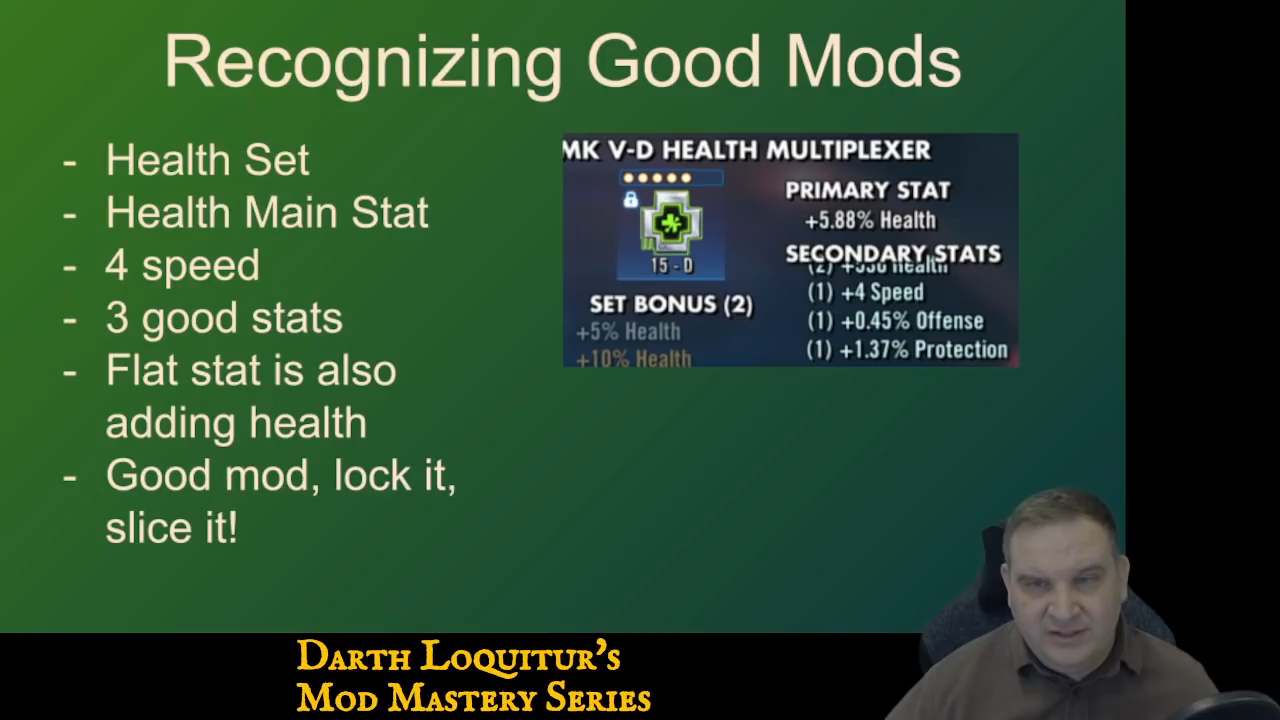 Recognizing Good Mods
- Health Set
- Health Main Stat
- 4 speed
- 3 good stats
- Flat stat is also
adding health
- Good mod, lock it,
slice it!
MK V-D HEALTH MULTIPLEXER
15 - D
SET BONUS (2)
+5% Health
+10% Health
PRIMARY STAT
+5.88% Health
SECONDARY STATS
(2) Health
(1) +4 Speed
(1) +0.45% Offense
(1) +1.37% Protection
Darth Loquitur's
Mod Mastery Series